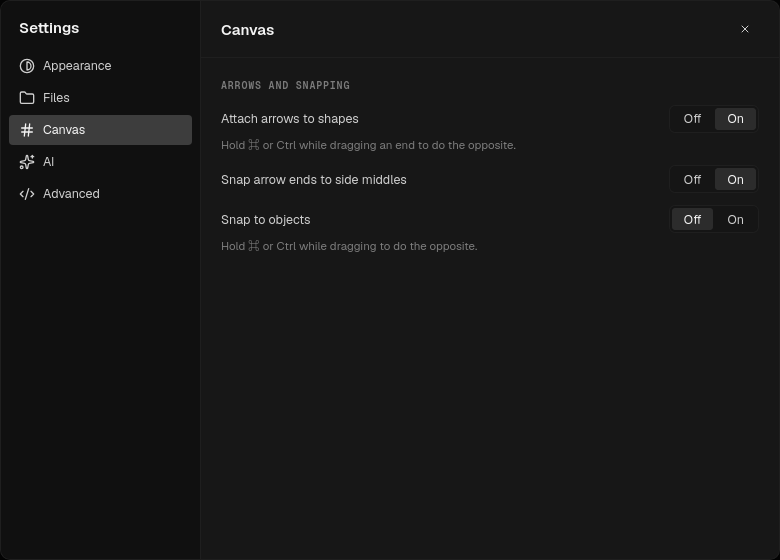 Settings
Appearance
Files
Canvas
AI
Advanced
Canvas
ARROWS AND SNAPPING
Attach arrows to shapes
Off On
Hold ⌘ or Ctrl while dragging an end to do the opposite.
Snap arrow ends to side middles
Off On
Snap to objects
Off On
Hold ⌘ or Ctrl while dragging to do the opposite.